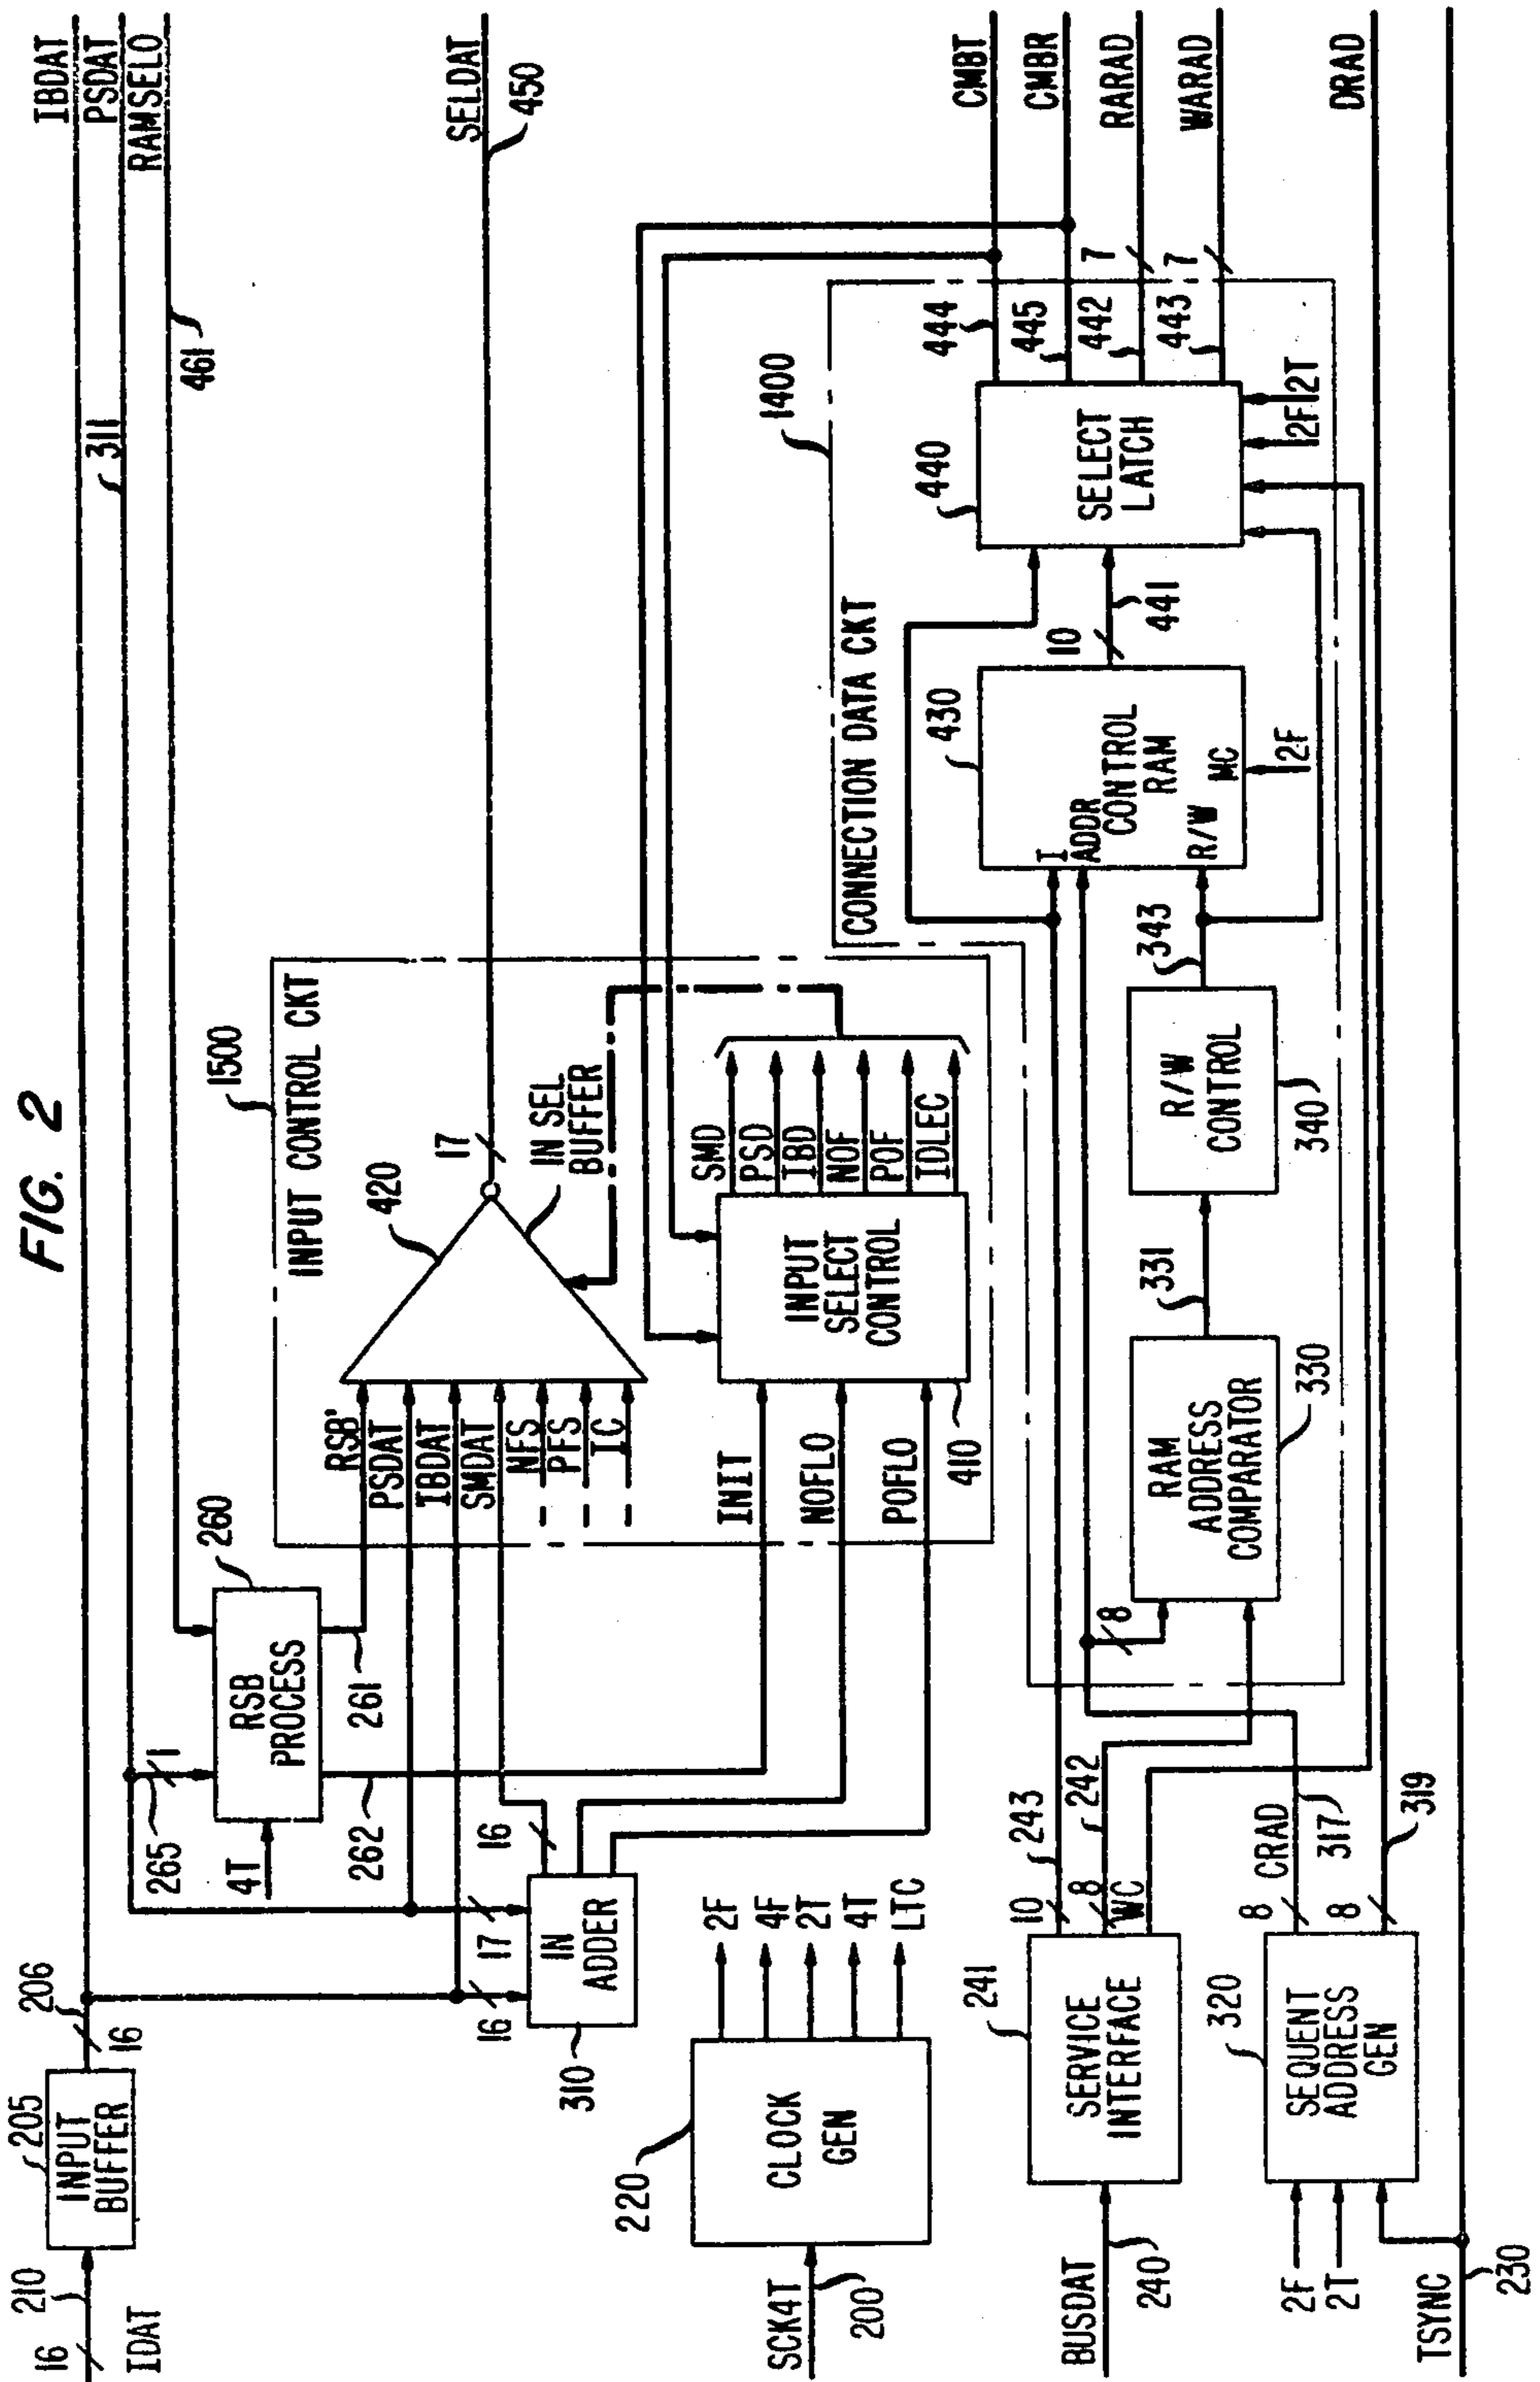 FIG. 2
IBDAT
PSDAT
RAMSELO
311
461
SELDAT
450
16
210
IDAT
205
INPUT
BUFFER
206
16
265
1
4T
260
RSB
PROCESS
261
262
16
17
16
IN
ADDER
310
1500
INPUT CONTROL CKT
RSB'
PSDAT
IBDAT
SMDAT
NFS
PFS
IC
420
17
IN SEL
BUFFER
INIT
NOFLO
POFLO
INPUT
SELECT
CONTROL
410
SMD
PSD
IBD
NOF
POF
IDLEC
SCK4T
200
220
CLOCK
GEN
2F
4F
2T
4T
LTC
CMBT
CMBR
RARAD
WARAD
DRAD
7
7
444
445
442
443
1400
CONNECTION DATA CKT
440
SELECT
LATCH
2F
2T
10
441
430
I
ADDR
CONTROL
RAM
R/W
MC
2F
343
R/W
CONTROL
340
331
RAM
ADDRESS
COMPARATOR
330
8
BUSDAT
240
241
SERVICE
INTERFACE
10
243
8
242
WC
2F
2T
320
SEQUENT
ADDRESS
GEN
8
CRAD
317
8
319
TSYNC
230